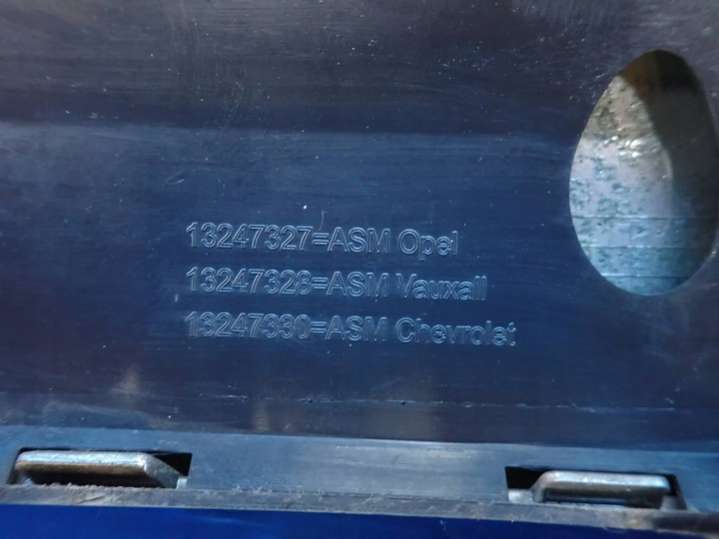 13247327=ASM Opel
13247328=ASM Vauxall
13247330=ASM Chevrolet